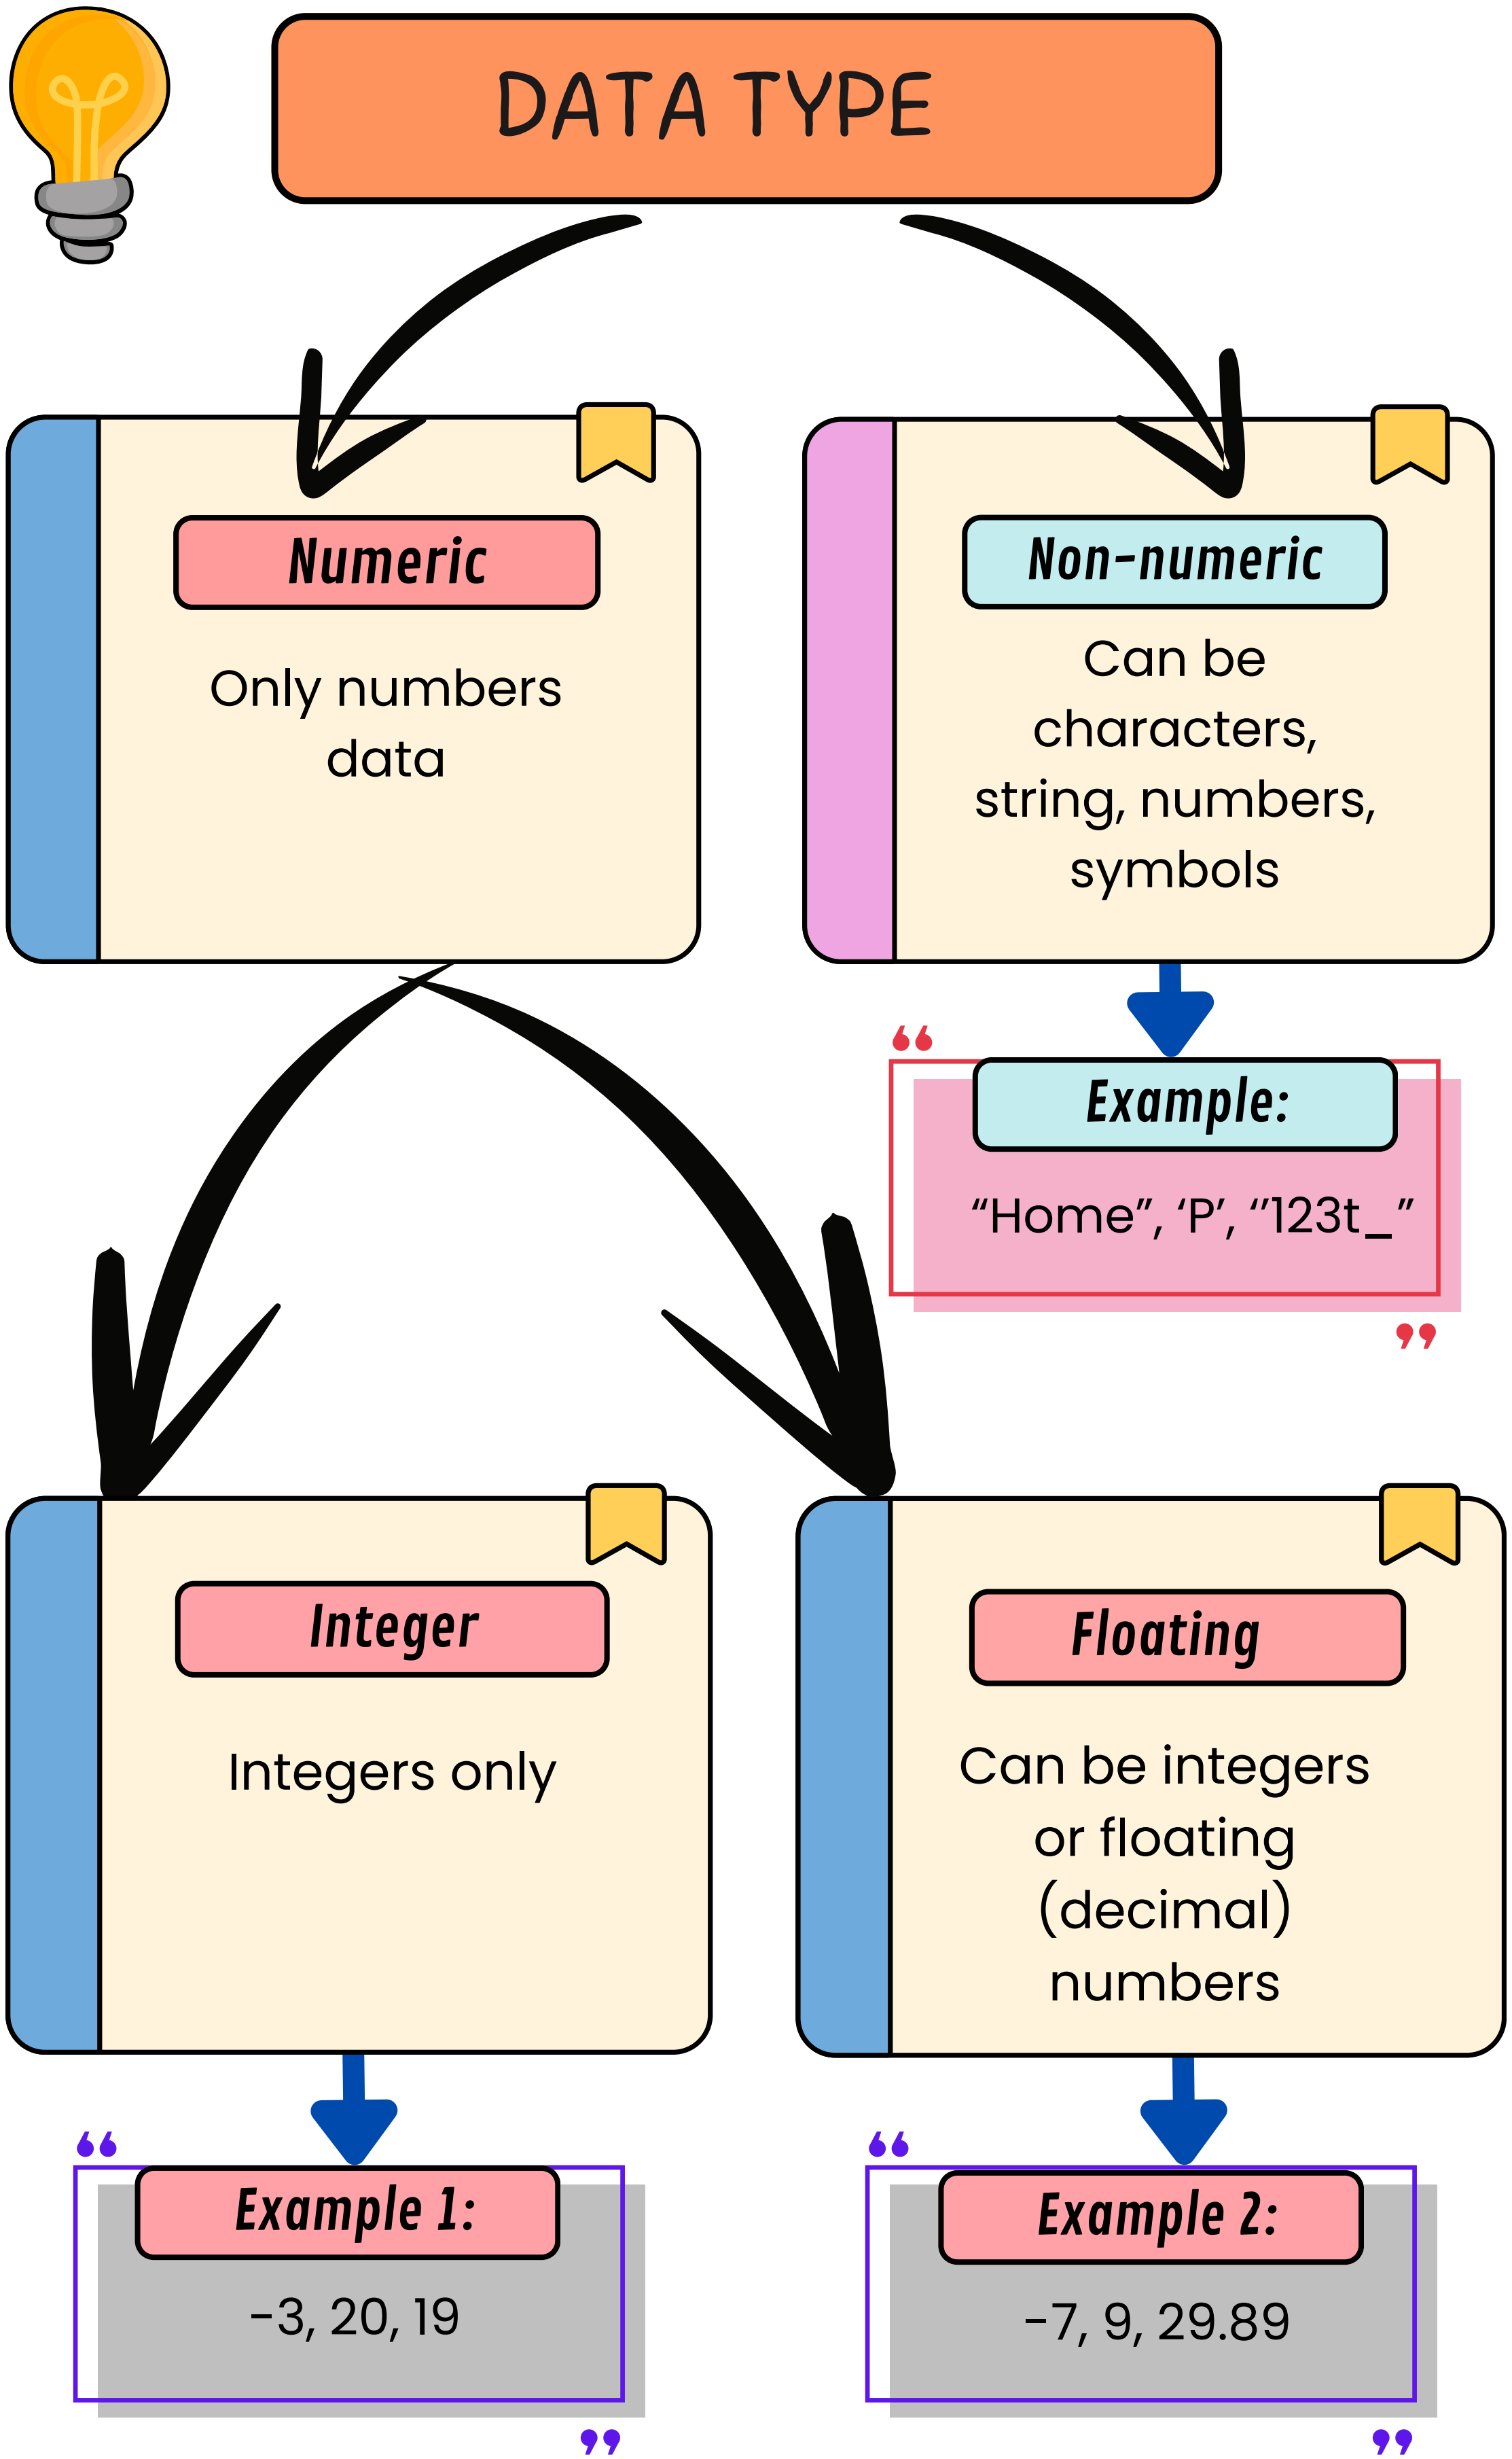 DATA TYPE
Numeric
Only numbers
data
Non-numeric
Can be
characters,
string, numbers,
symbols
Example:
“Home”, ‘P’, ‘’123t_”
Integer
Integers only
Floating
Can be integers
or floating
(decimal)
numbers
Example 1:
-3, 20, 19
Example 2:
-7, 9, 29.89